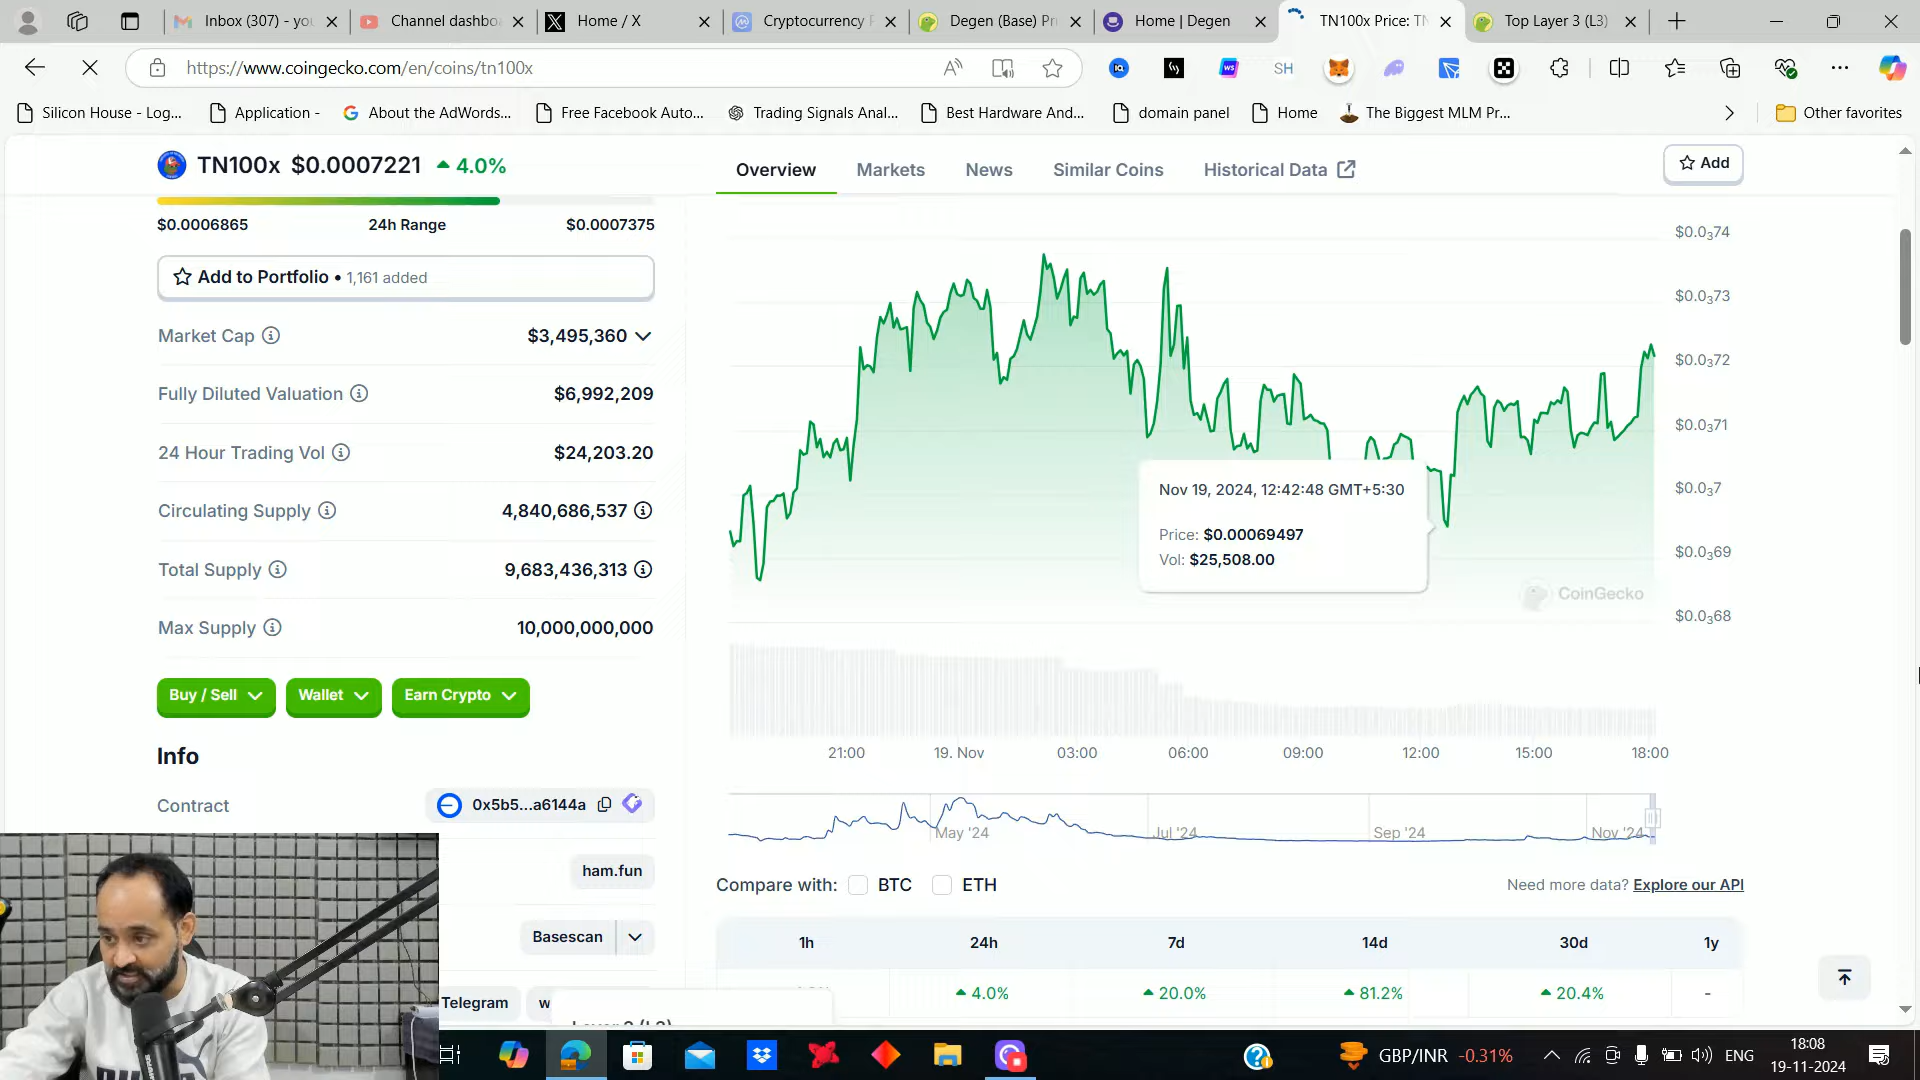 Inbox (307) - you
Channel dashboa
Home / X
Cryptocurrency P
Degen (Base) Pri
Home | Degen
TN100x Price: TN
Top Layer 3 (L3)
https://www.coingecko.com/en/coins/tn100x
SH
Silicon House - Log...
Application -
About the AdWords...
Free Facebook Auto...
Trading Signals Anal...
Best Hardware And...
domain panel
Home
The Biggest MLM Pr...
Other favorites
TN100x $0.0007221 4.0%
Overview
Markets
News
Similar Coins
Historical Data
Add
$0.0006865
24h Range
$0.0007375
Add to Portfolio • 1,161 added
Market Cap
$3,495,360
Fully Diluted Valuation
$6,992,209
24 Hour Trading Vol
$24,203.20
Circulating Supply
4,840,686,537
Total Supply
9,683,436,313
Max Supply
10,000,000,000
Buy / Sell
Wallet
Earn Crypto
Info
Contract
0x5b5...a6144a
ham.fun
Basescan
Telegram
w
$0.0₃74
$0.0₃73
$0.0₃72
$0.0₃71
$0.0₃7
$0.0₃69
$0.0₃68
Nov 19, 2024, 12:42:48 GMT+5:30
Price: $0.00069497
Vol: $25,508.00
CoinGecko
21:00
19. Nov
03:00
06:00
09:00
12:00
15:00
18:00
May '24
Jul '24
Sep '24
Nov '24
Compare with:
BTC
ETH
Need more data? Explore our API
1h
24h
7d
14d
30d
1y
4.0%
20.0%
81.2%
20.4%
-
GBP/INR -0.31%
ENG
18:08
19-11-2024